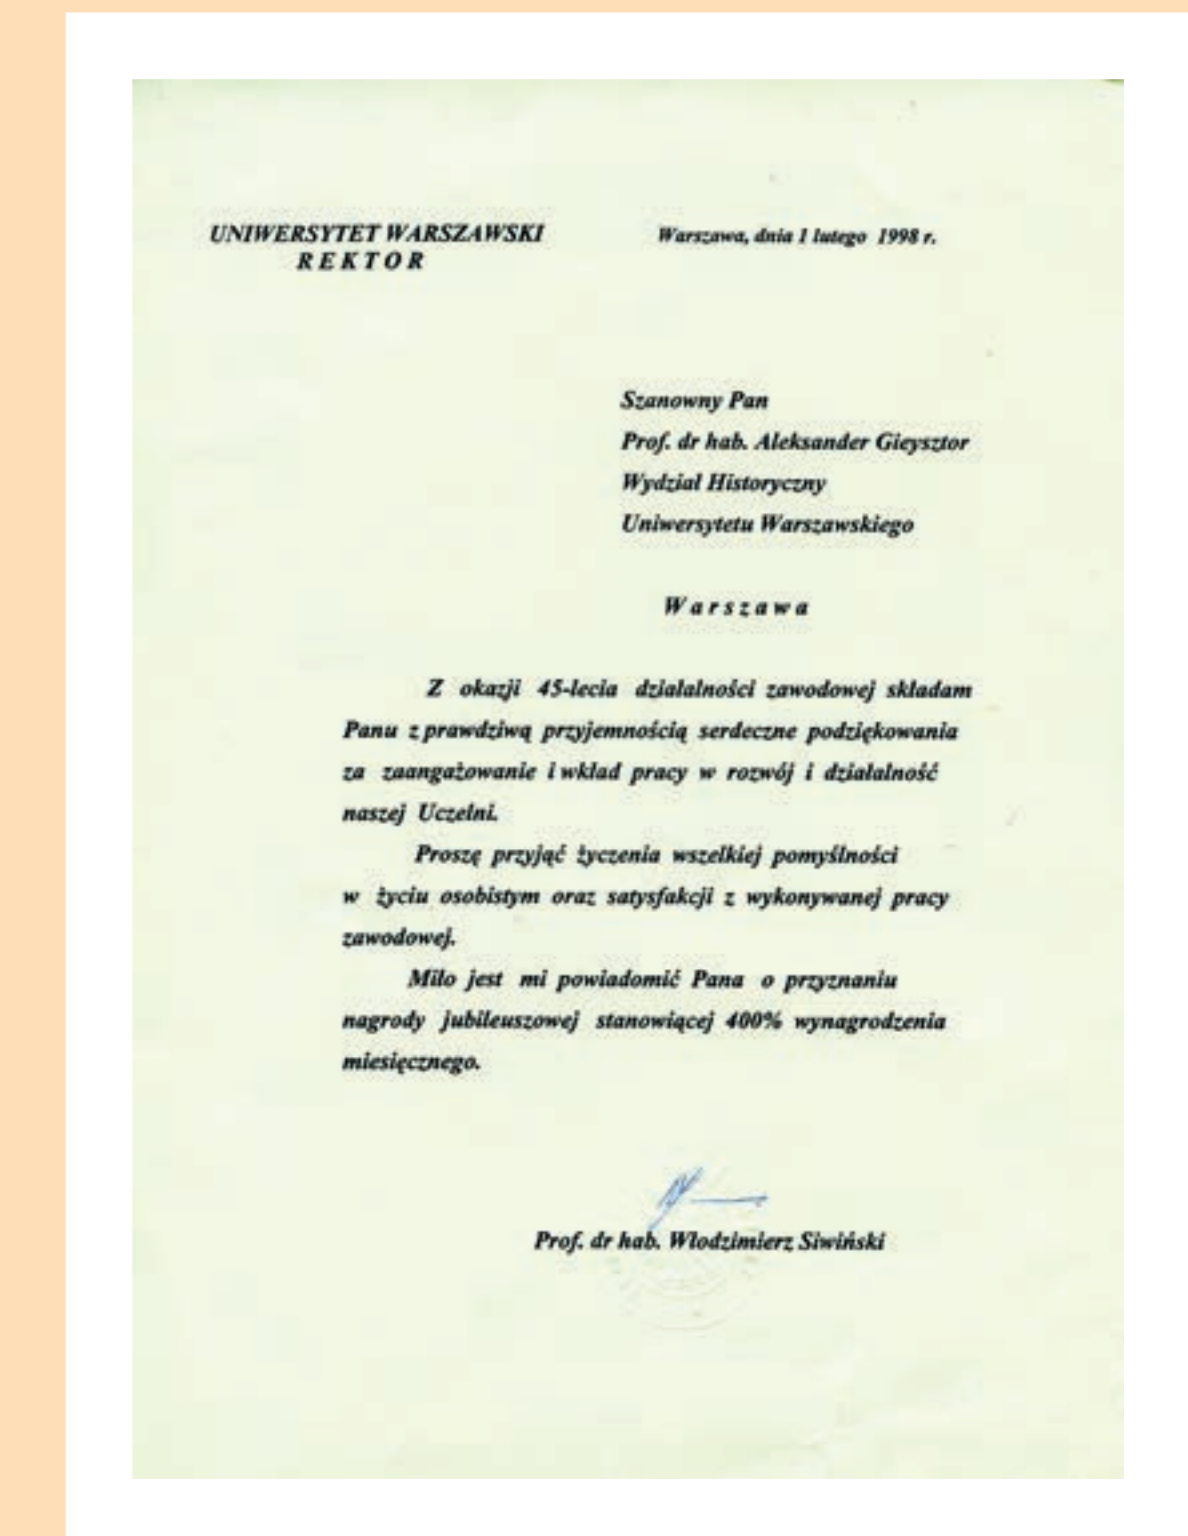 UNIWERSYTET WARSZAWSKI
REKTOR
Warszawa, dnia 1 lutego 1998 r.
Szanowny Pan
Prof. dr hab. Aleksander Gieysztor
Wydział Historyczny
Uniwersytetu Warszawskiego
Warszawa
Z okazji 45-lecia działalności zawodowej składam
Panu z prawdziwą przyjemnością serdeczne podziękowania
za zaangażowanie i wkład pracy w rozwój i działalność
naszej Uczelni.
Proszę przyjąć życzenia wszelkiej pomyślności
w życiu osobistym oraz satysfakcji z wykonywanej pracy
zawodowej.
Miło jest mi powiadomić Pana o przyznaniu
nagrody jubileuszowej stanowiącej 400% wynagrodzenia
miesięcznego.
Prof. dr hab. Włodzimierz Siwiński